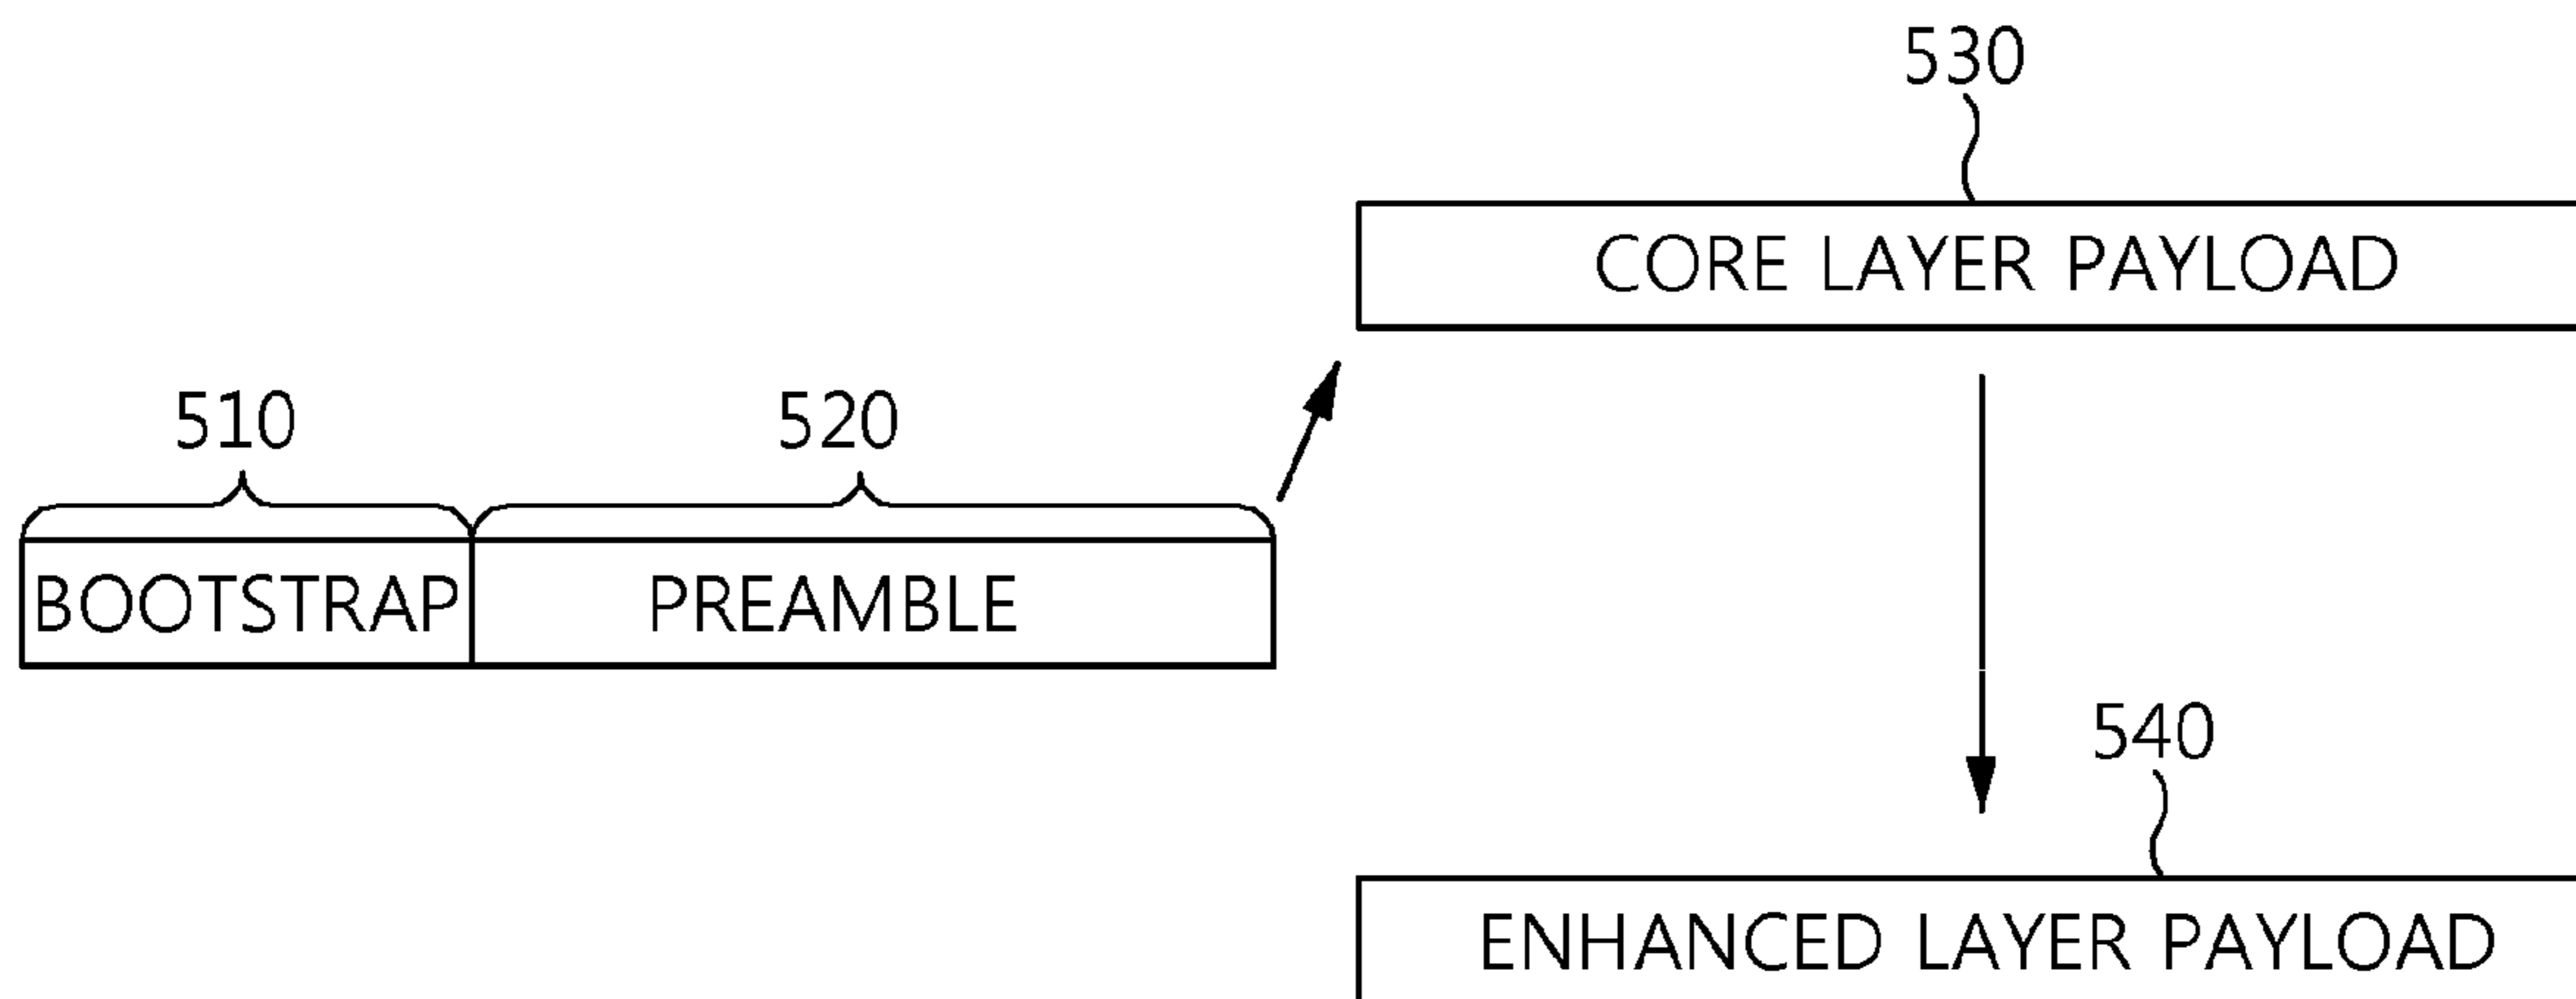 530
CORE LAYER PAYLOAD
510 520
BOOTSTRAP PREAMBLE
540
ENHANCED LAYER PAYLOAD